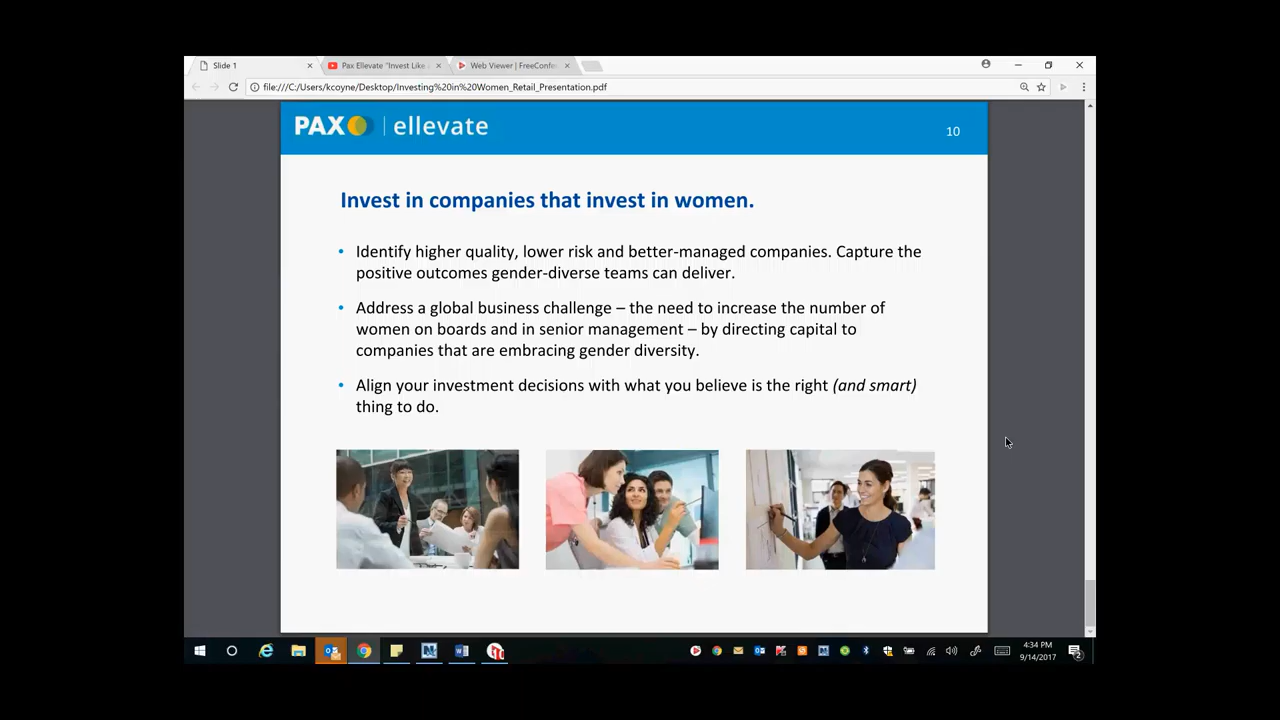 Slide 1
Pax Ellevate "Invest Like
Web Viewer | FreeConfe
file:///C:/Users/kcoyne/Desktop/Investing%20in%20Women_Retail_Presentation.pdf
PAX ellevate
10
Invest in companies that invest in women.
• Identify higher quality, lower risk and better-managed companies. Capture the
positive outcomes gender-diverse teams can deliver.
• Address a global business challenge – the need to increase the number of
women on boards and in senior management – by directing capital to
companies that are embracing gender diversity.
• Align your investment decisions with what you believe is the right (and smart)
thing to do.
4:34 PM
9/14/2017
2